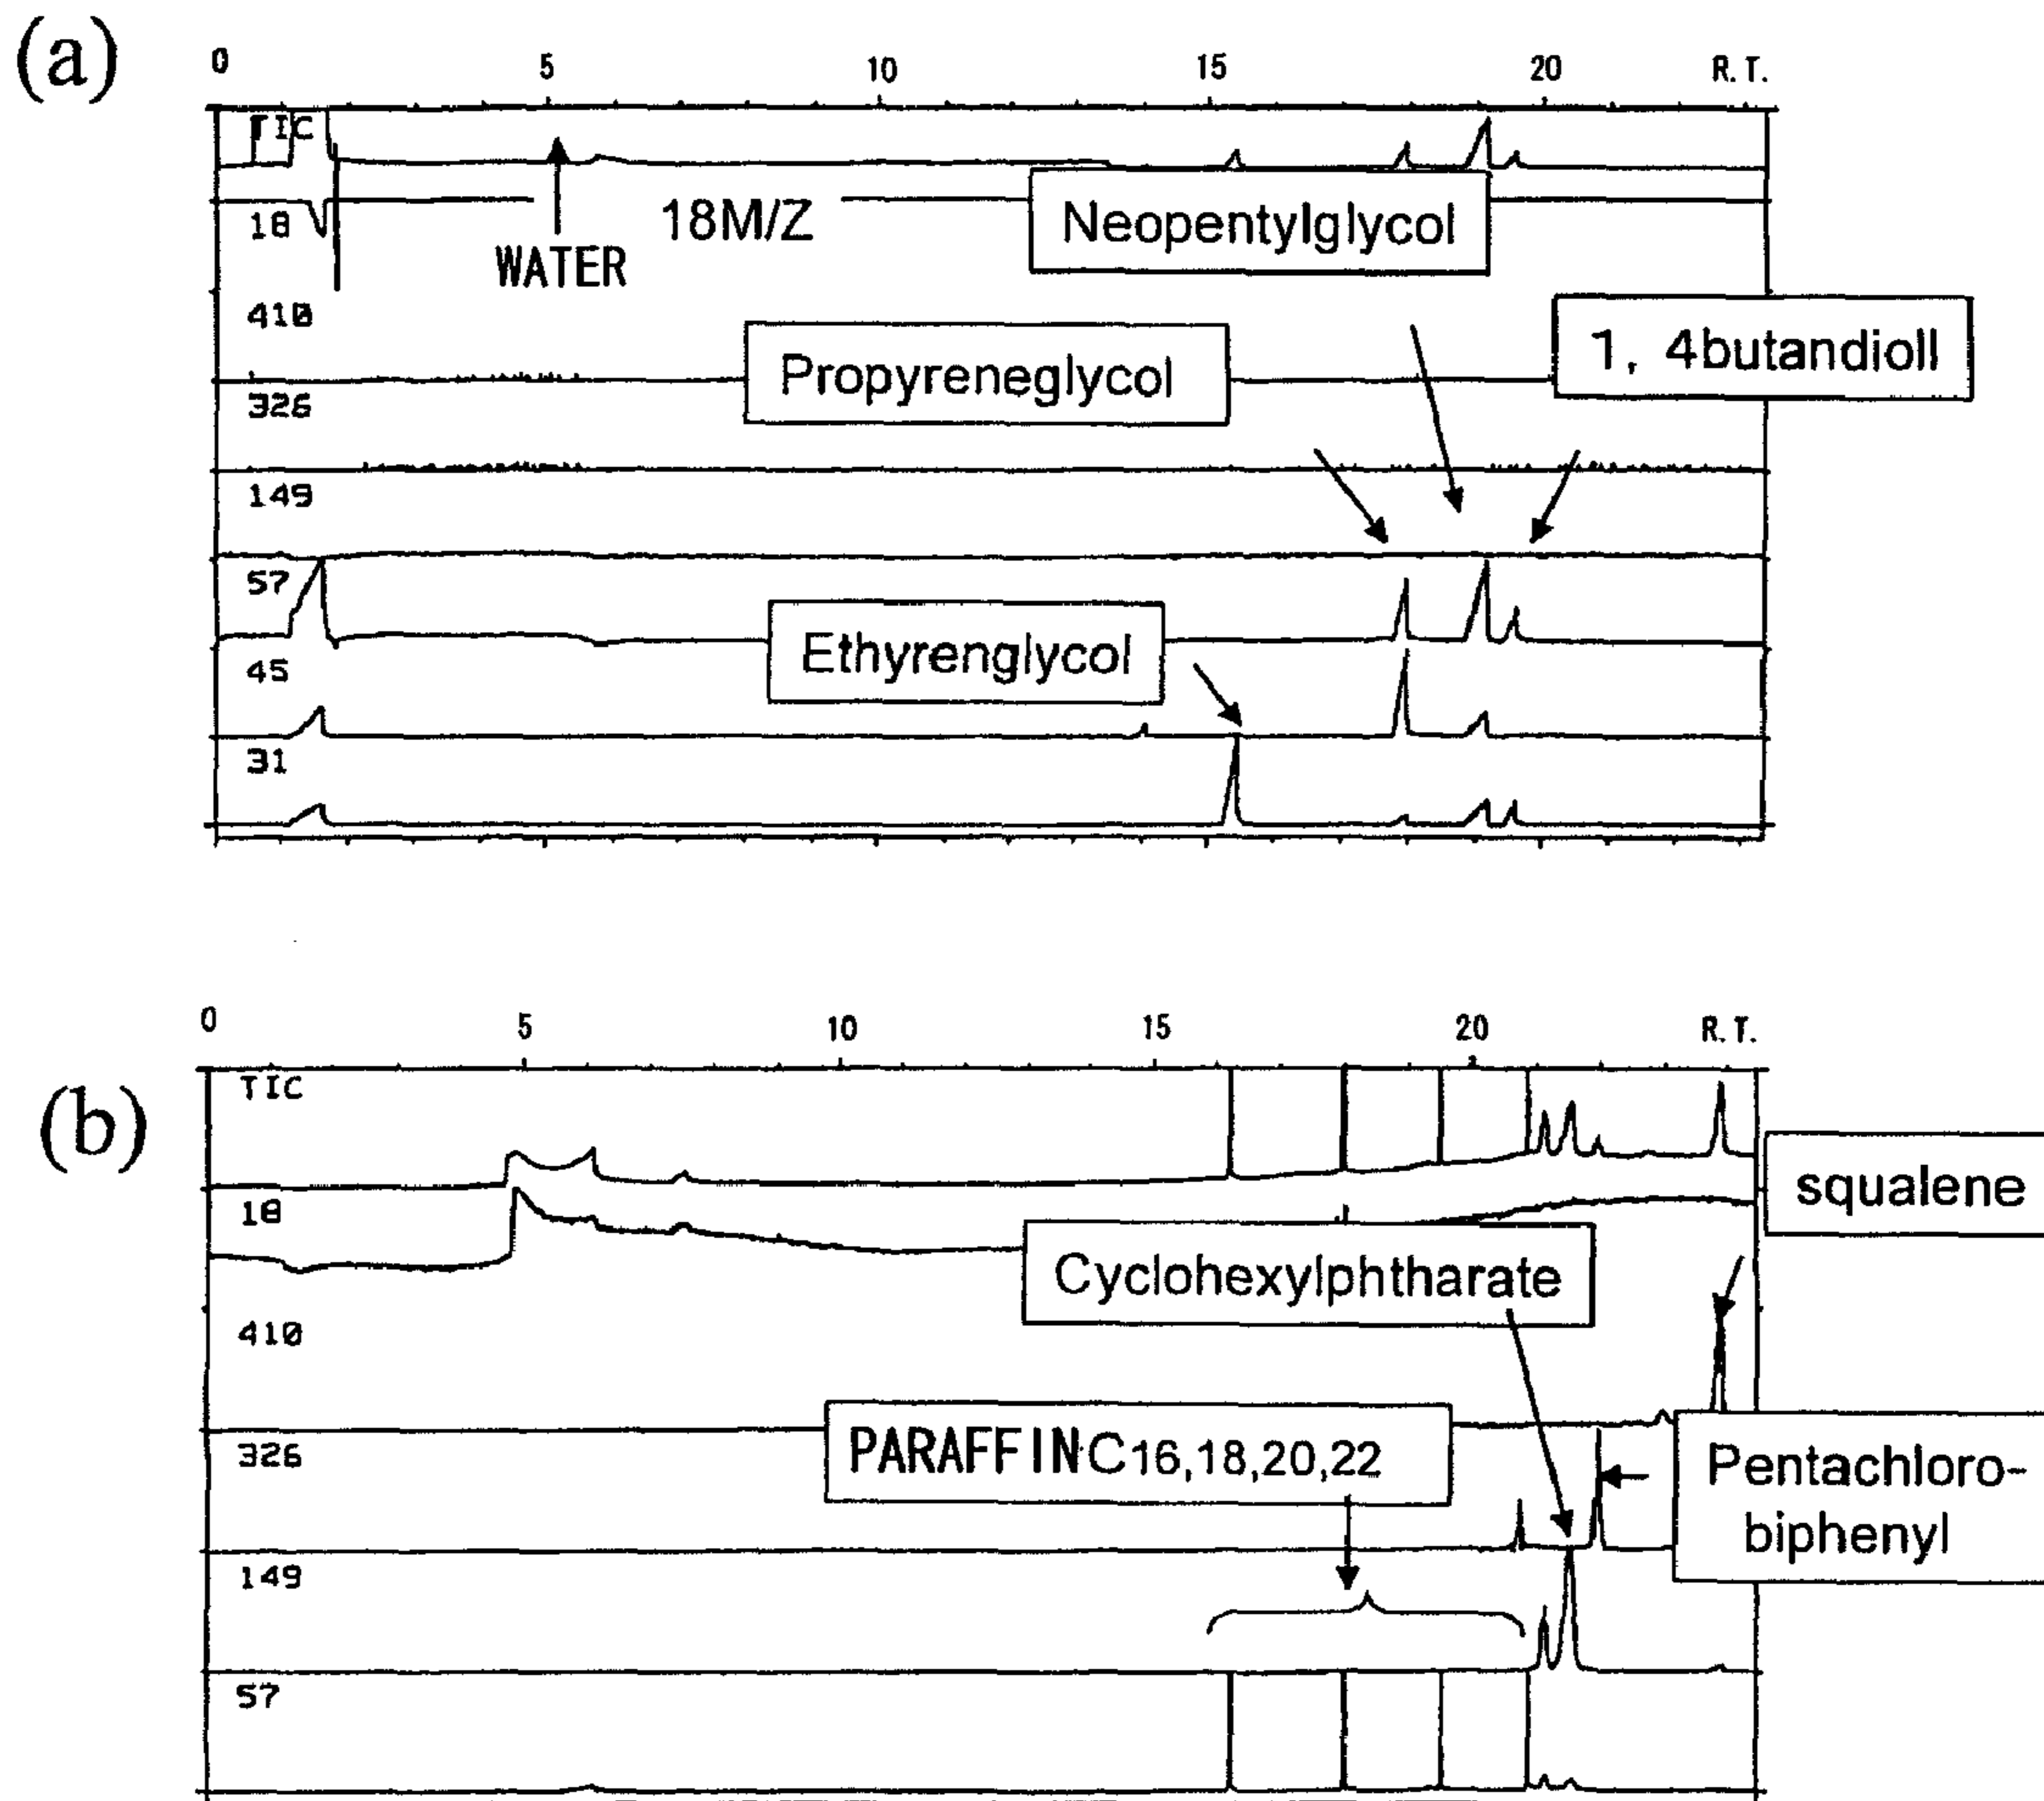 (a)
0 5 10 15 20 R.T.
TIC
18
WATER
18M/Z
Neopentylglycol
410
Propyreneglycol
1, 4butandioll
326
149
57
Ethyrenglycol
45
31
(b)
0 5 10 15 20 R.T.
TIC
squalene
18
Cyclohexylphtharate
410
PARAFFIN C16,18,20,22
326
Pentachloro-
biphenyl
149
57